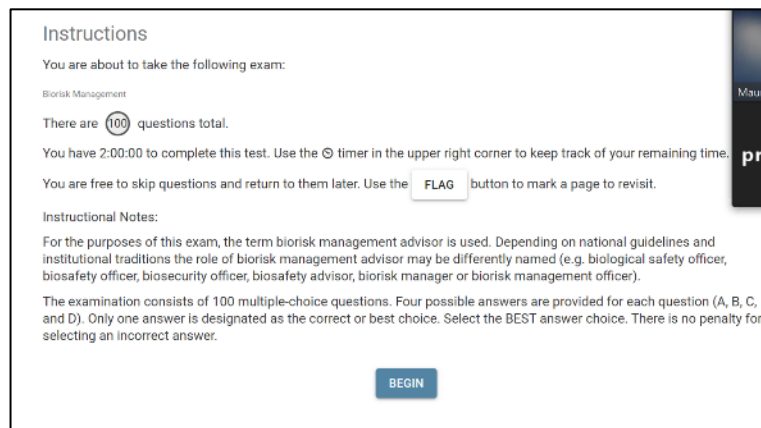 Instructions
You are about to take the following exam:
Biorisk Management
There are 100 questions total.
You have 2:00:00 to complete this test. Use the timer in the upper right corner to keep track of your remaining time.
You are free to skip questions and return to them later. Use the FLAG button to mark a page to revisit.
Instructional Notes:
For the purposes of this exam, the term biorisk management advisor is used. Depending on national guidelines and
institutional traditions the role of biorisk management advisor may be differently named (e.g. biological safety officer,
biosafety officer, biosecurity officer, biosafety advisor, biorisk manager or biorisk management officer).
The examination consists of 100 multiple-choice questions. Four possible answers are provided for each question (A, B, C,
and D). Only one answer is designated as the correct or best choice. Select the BEST answer choice. There is no penalty for
selecting an incorrect answer.
BEGIN